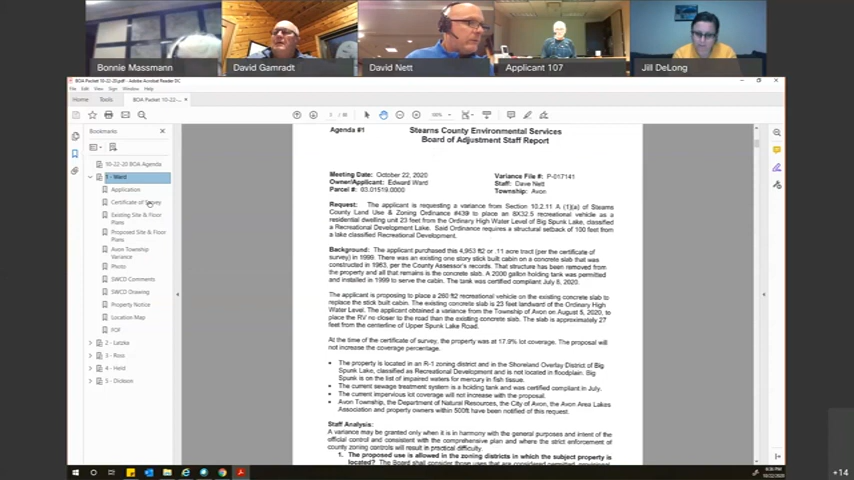 Bonnie Massmann
David Gamradt
David Nett
Applicant 107
Jill DeLong
BOA Packet 10-22-20.pdf - Adobe Acrobat Reader DC
File Edit View Sign Window Help
Home
Tools
BOA Packet 10-22-...
Bookmarks
10-22-20 BOA Agenda
1 - Ward
Application
Certificate of Survey
Existing Site & Floor
Plans
Proposed Site & Floor
Plans
Avon Township
Variance
Photo
SWCD Comments
SWCD Drawing
Property Notice
Location Map
FOF
2 - Latzka
3 - Ross
4 - Held
5 - Dickson
Agenda #1
Stearns County Environmental Services
Board of Adjustment Staff Report
Meeting Date: October 22, 2020
Owner/Applicant: Edward Ward
Parcel #: 03.01519.0000
Variance File #: P-017141
Staff: Dave Nett
Township: Avon
Request: The applicant is requesting a variance from Section 10.2.11 A (1)(a) of Stearns
County Land Use & Zoning Ordinance #439 to place an 8X32.5 recreational vehicle as a
residential dwelling unit 23 feet from the Ordinary High Water Level of Big Spunk Lake, classified
a Recreational Development Lake. Said Ordinance requires a structural setback of 100 feet from
a lake classified Recreational Development.
Background: The applicant purchased this 4,953 ft2 or .11 acre tract (per the certificate of
survey) in 1999. There was an existing one story stick built cabin on a concrete slab that was
constructed in 1963, per the County Assessor's records. That structure has been removed from
the property and all that remains is the concrete slab. A 2000 gallon holding tank was permitted
and installed in 1999 to serve the cabin. The tank was certified compliant July 8, 2020.
The applicant is proposing to place a 260 ft2 recreational vehicle on the existing concrete slab to
replace the stick built cabin. The existing concrete slab is 23 feet landward of the Ordinary High
Water Level. The applicant obtained a variance from the Township of Avon on August 5, 2020, to
place the RV no closer to the road than the existing concrete slab. The slab is approximately 27
feet from the centerline of Upper Spunk Lake Road.
At the time of the certificate of survey, the property was at 17.9% lot coverage. The proposal will
not increase the coverage percentage.
• The property is located in an R-1 zoning district and in the Shoreland Overlay District of Big
Spunk Lake, classified as Recreational Development and is not located in floodplain. Big
Spunk is on the list of impaired waters for mercury in fish tissue.
• The current sewage treatment system is a holding tank and was certified compliant in July.
• The current impervious lot coverage will not increase with the proposal.
• Avon Township, the Department of Natural Resources, the City of Avon, the Avon Area Lakes
Association and property owners within 500ft have been notified of this request.
Staff Analysis:
A variance may be granted only when it is in harmony with the general purposes and intent of the
official control and consistent with the comprehensive plan and where the strict enforcement of
county zoning controls will result in practical difficulty.
1. The proposed use is allowed in the zoning districts in which the subject property is
located? The Board shall consider those uses that are
+14